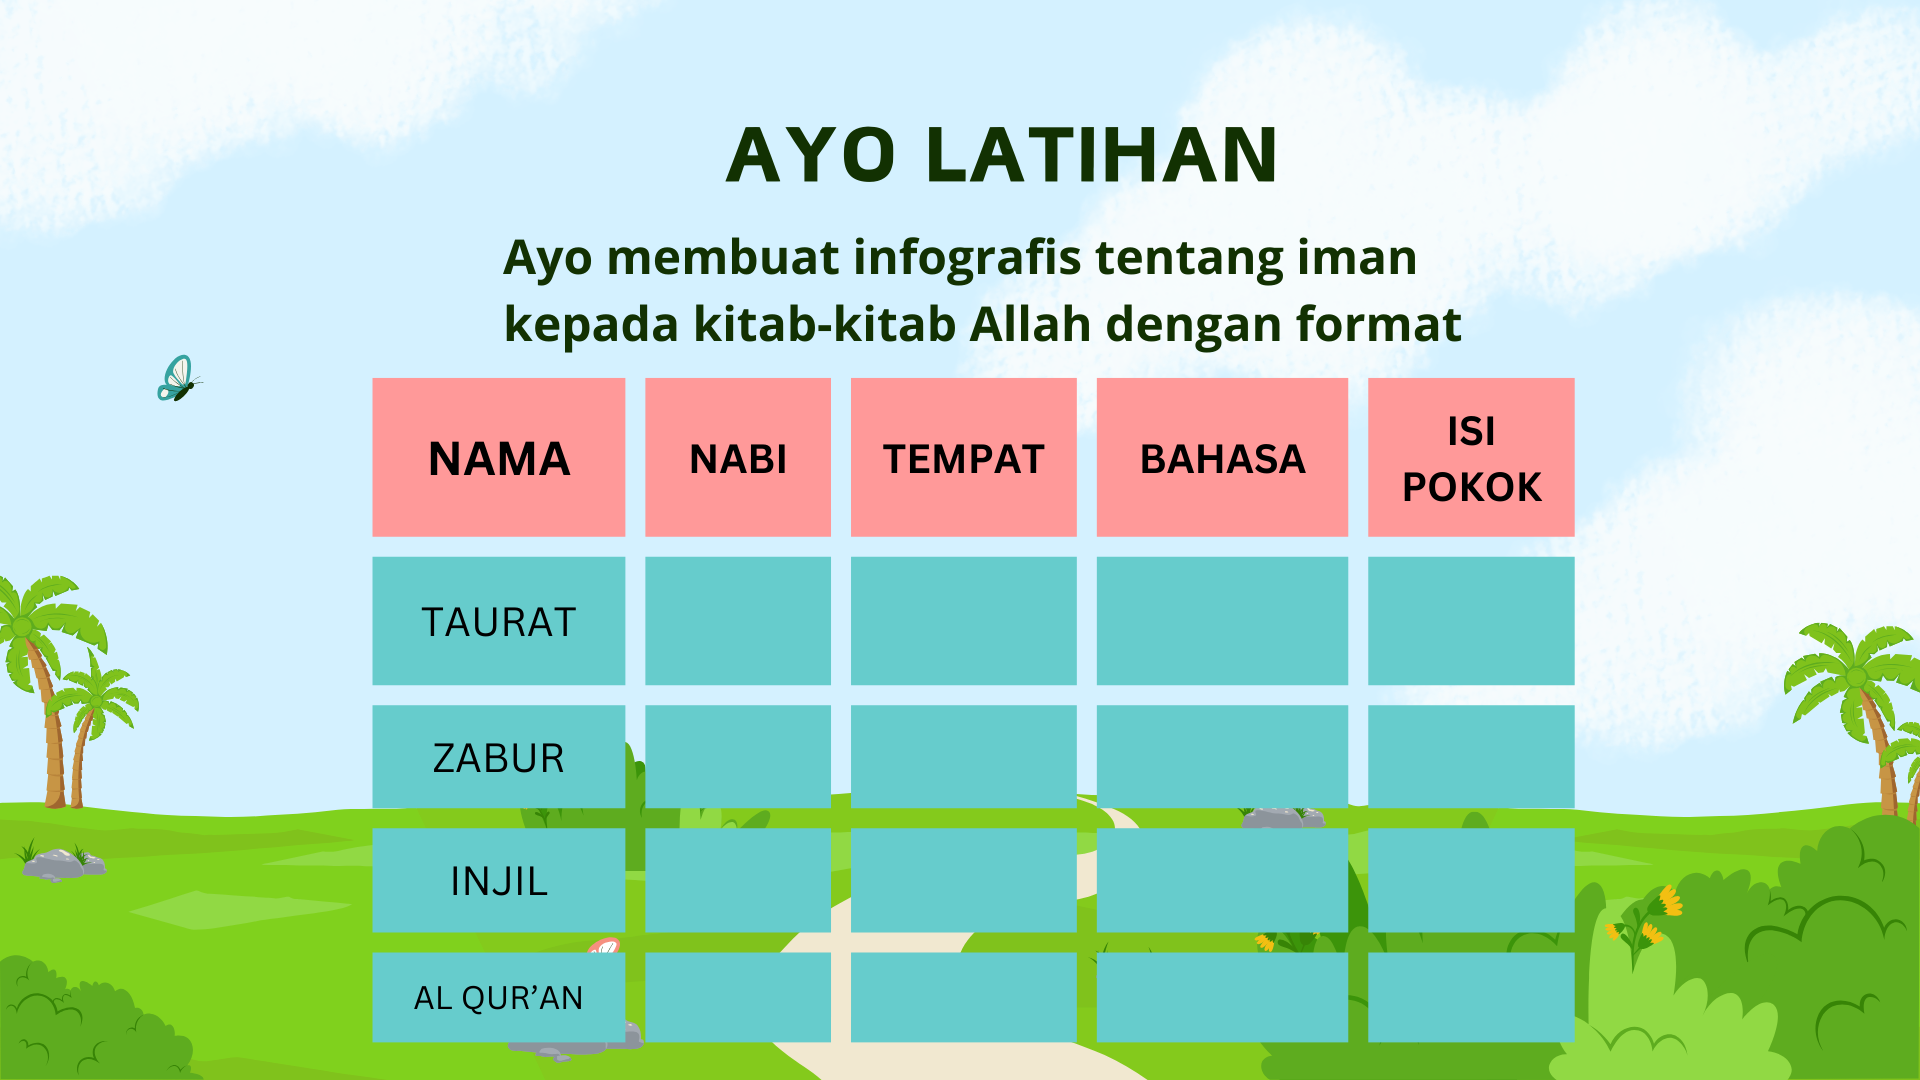 AYO LATIHAN
Ayo membuat infografis tentang iman
kepada kitab-kitab Allah dengan format
NAMA
NABI
TEMPAT
BAHASA
ISI
POKOK
TAURAT
ZABUR
INJIL
AL QUR’AN